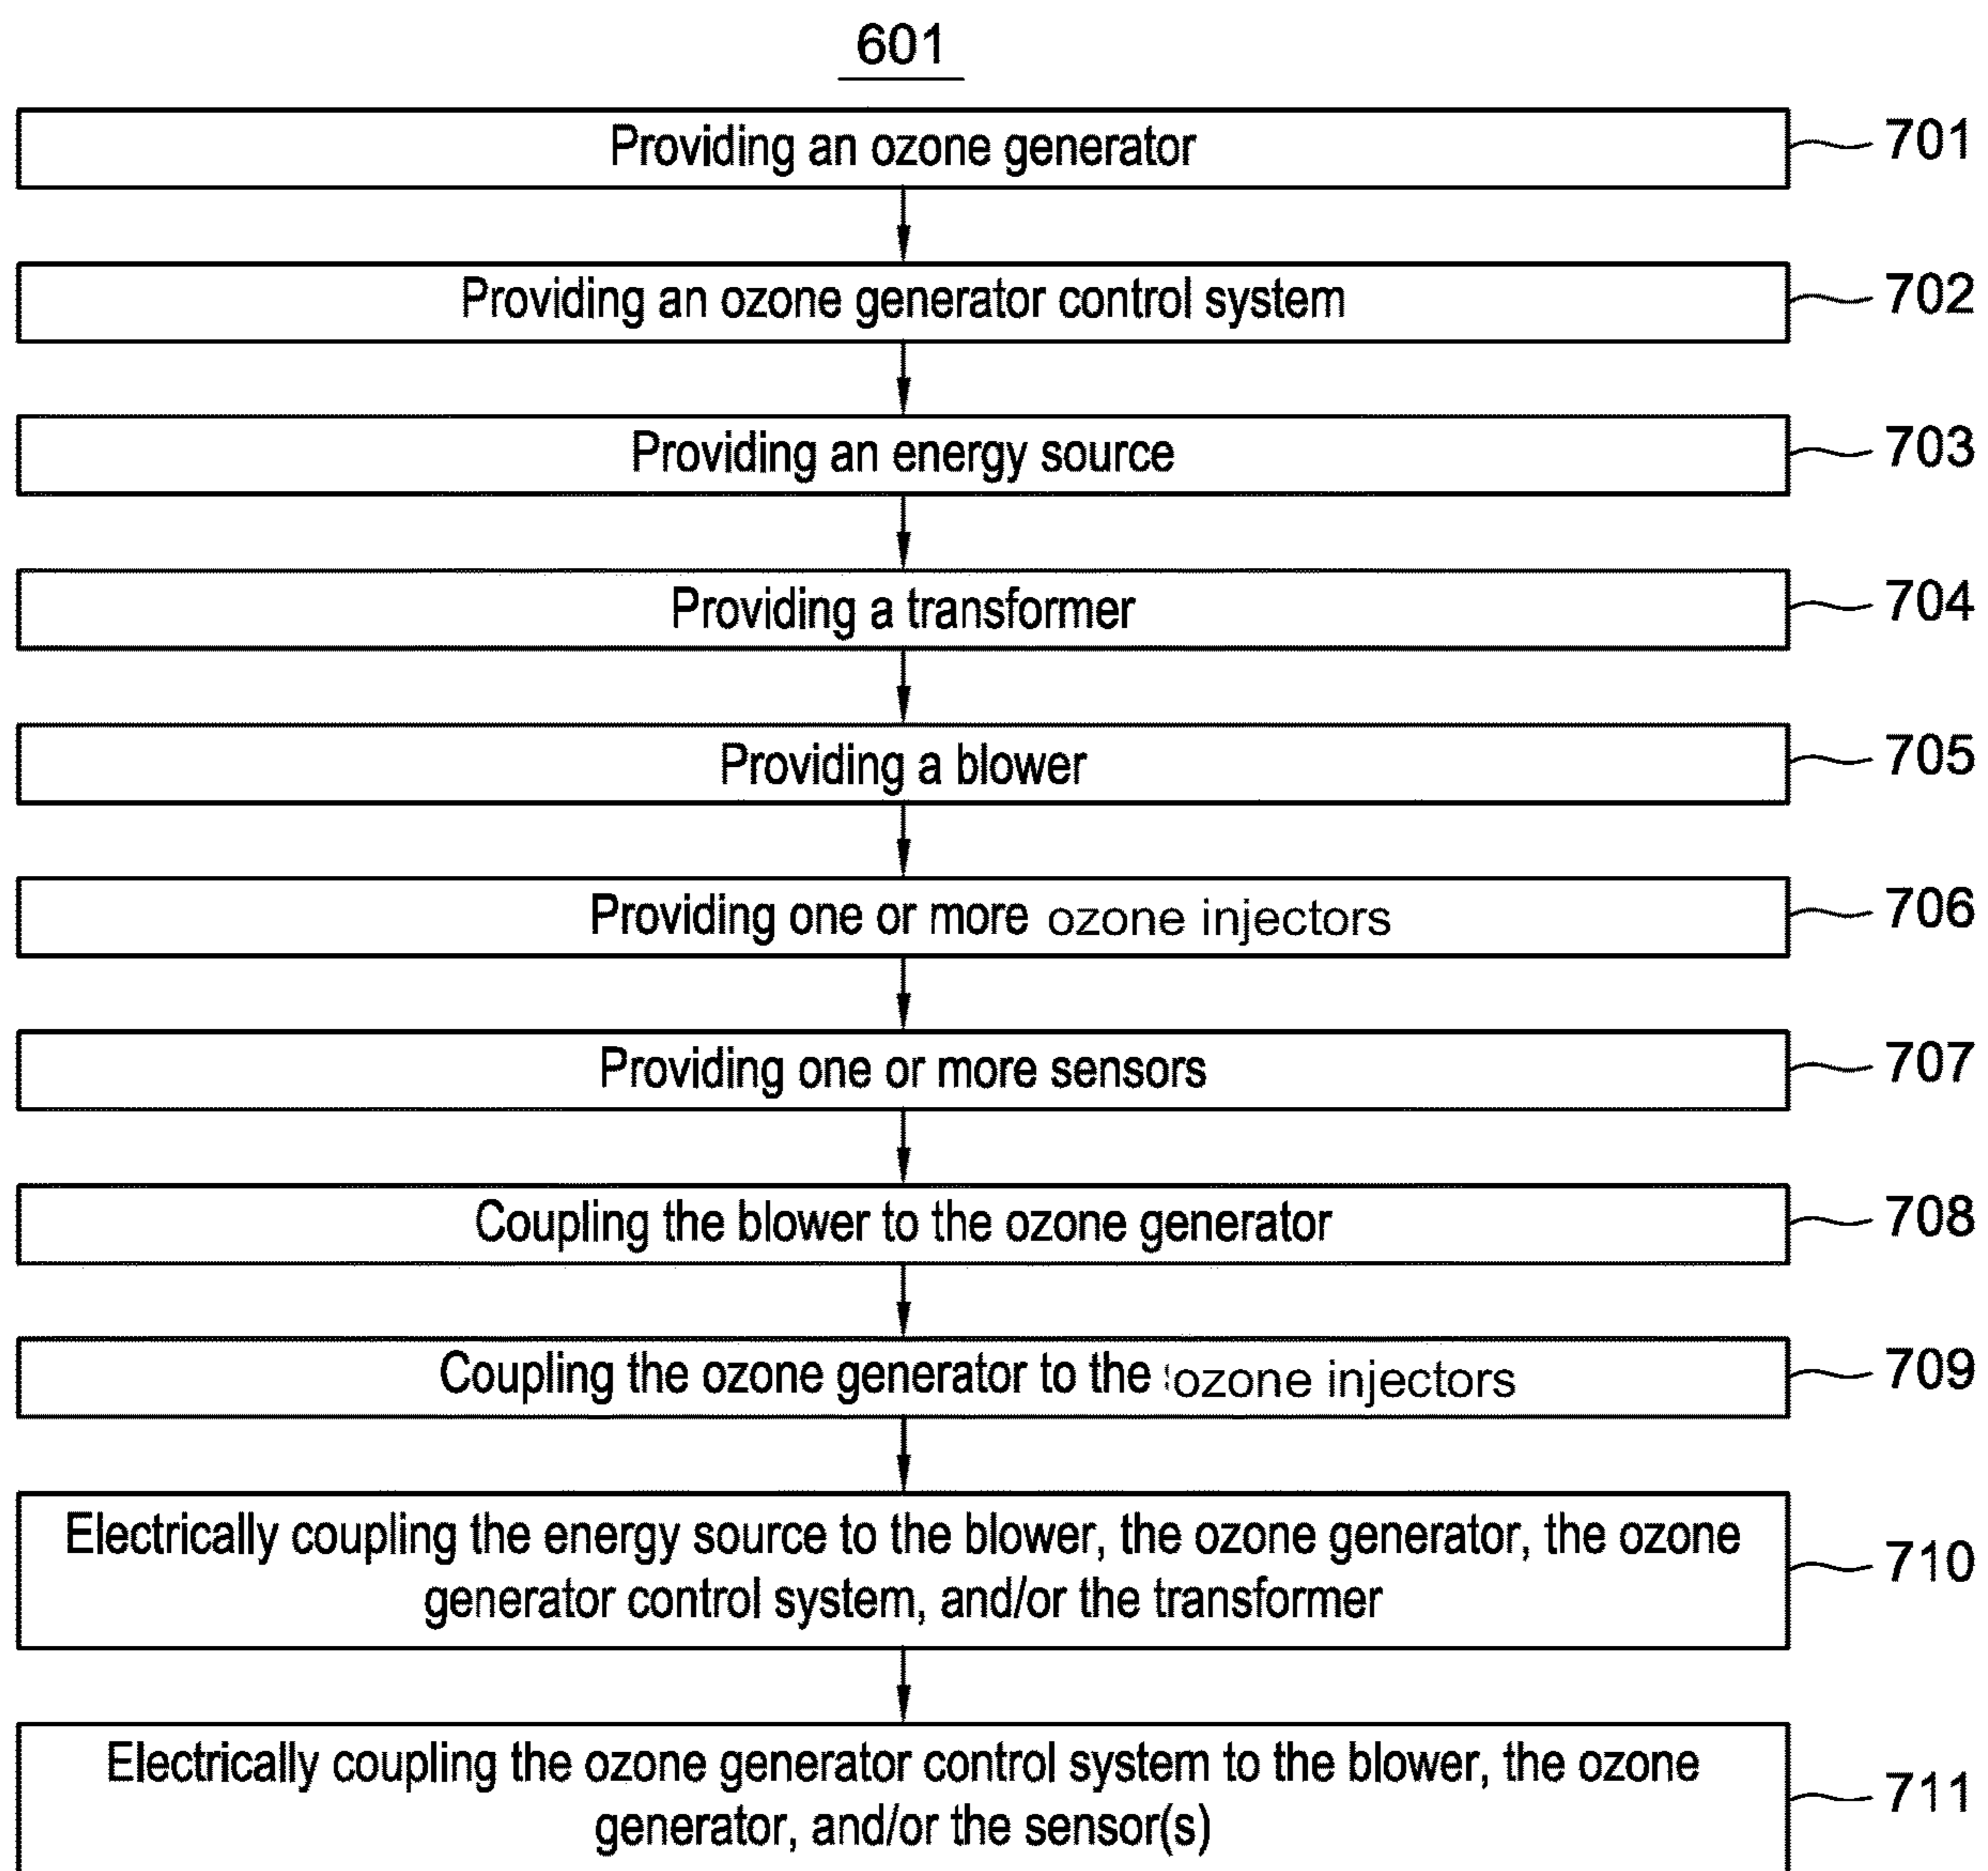 601
Providing an ozone generator
701
Providing an ozone generator control system
702
Providing an energy source
703
Providing a transformer
704
Providing a blower
705
Providing one or more ozone injectors
706
Providing one or more sensors
707
Coupling the blower to the ozone generator
708
Coupling the ozone generator to the ozone injectors
709
Electrically coupling the energy source to the blower, the ozone generator, the ozone
generator control system, and/or the transformer
710
Electrically coupling the ozone generator control system to the blower, the ozone
generator, and/or the sensor(s)
711